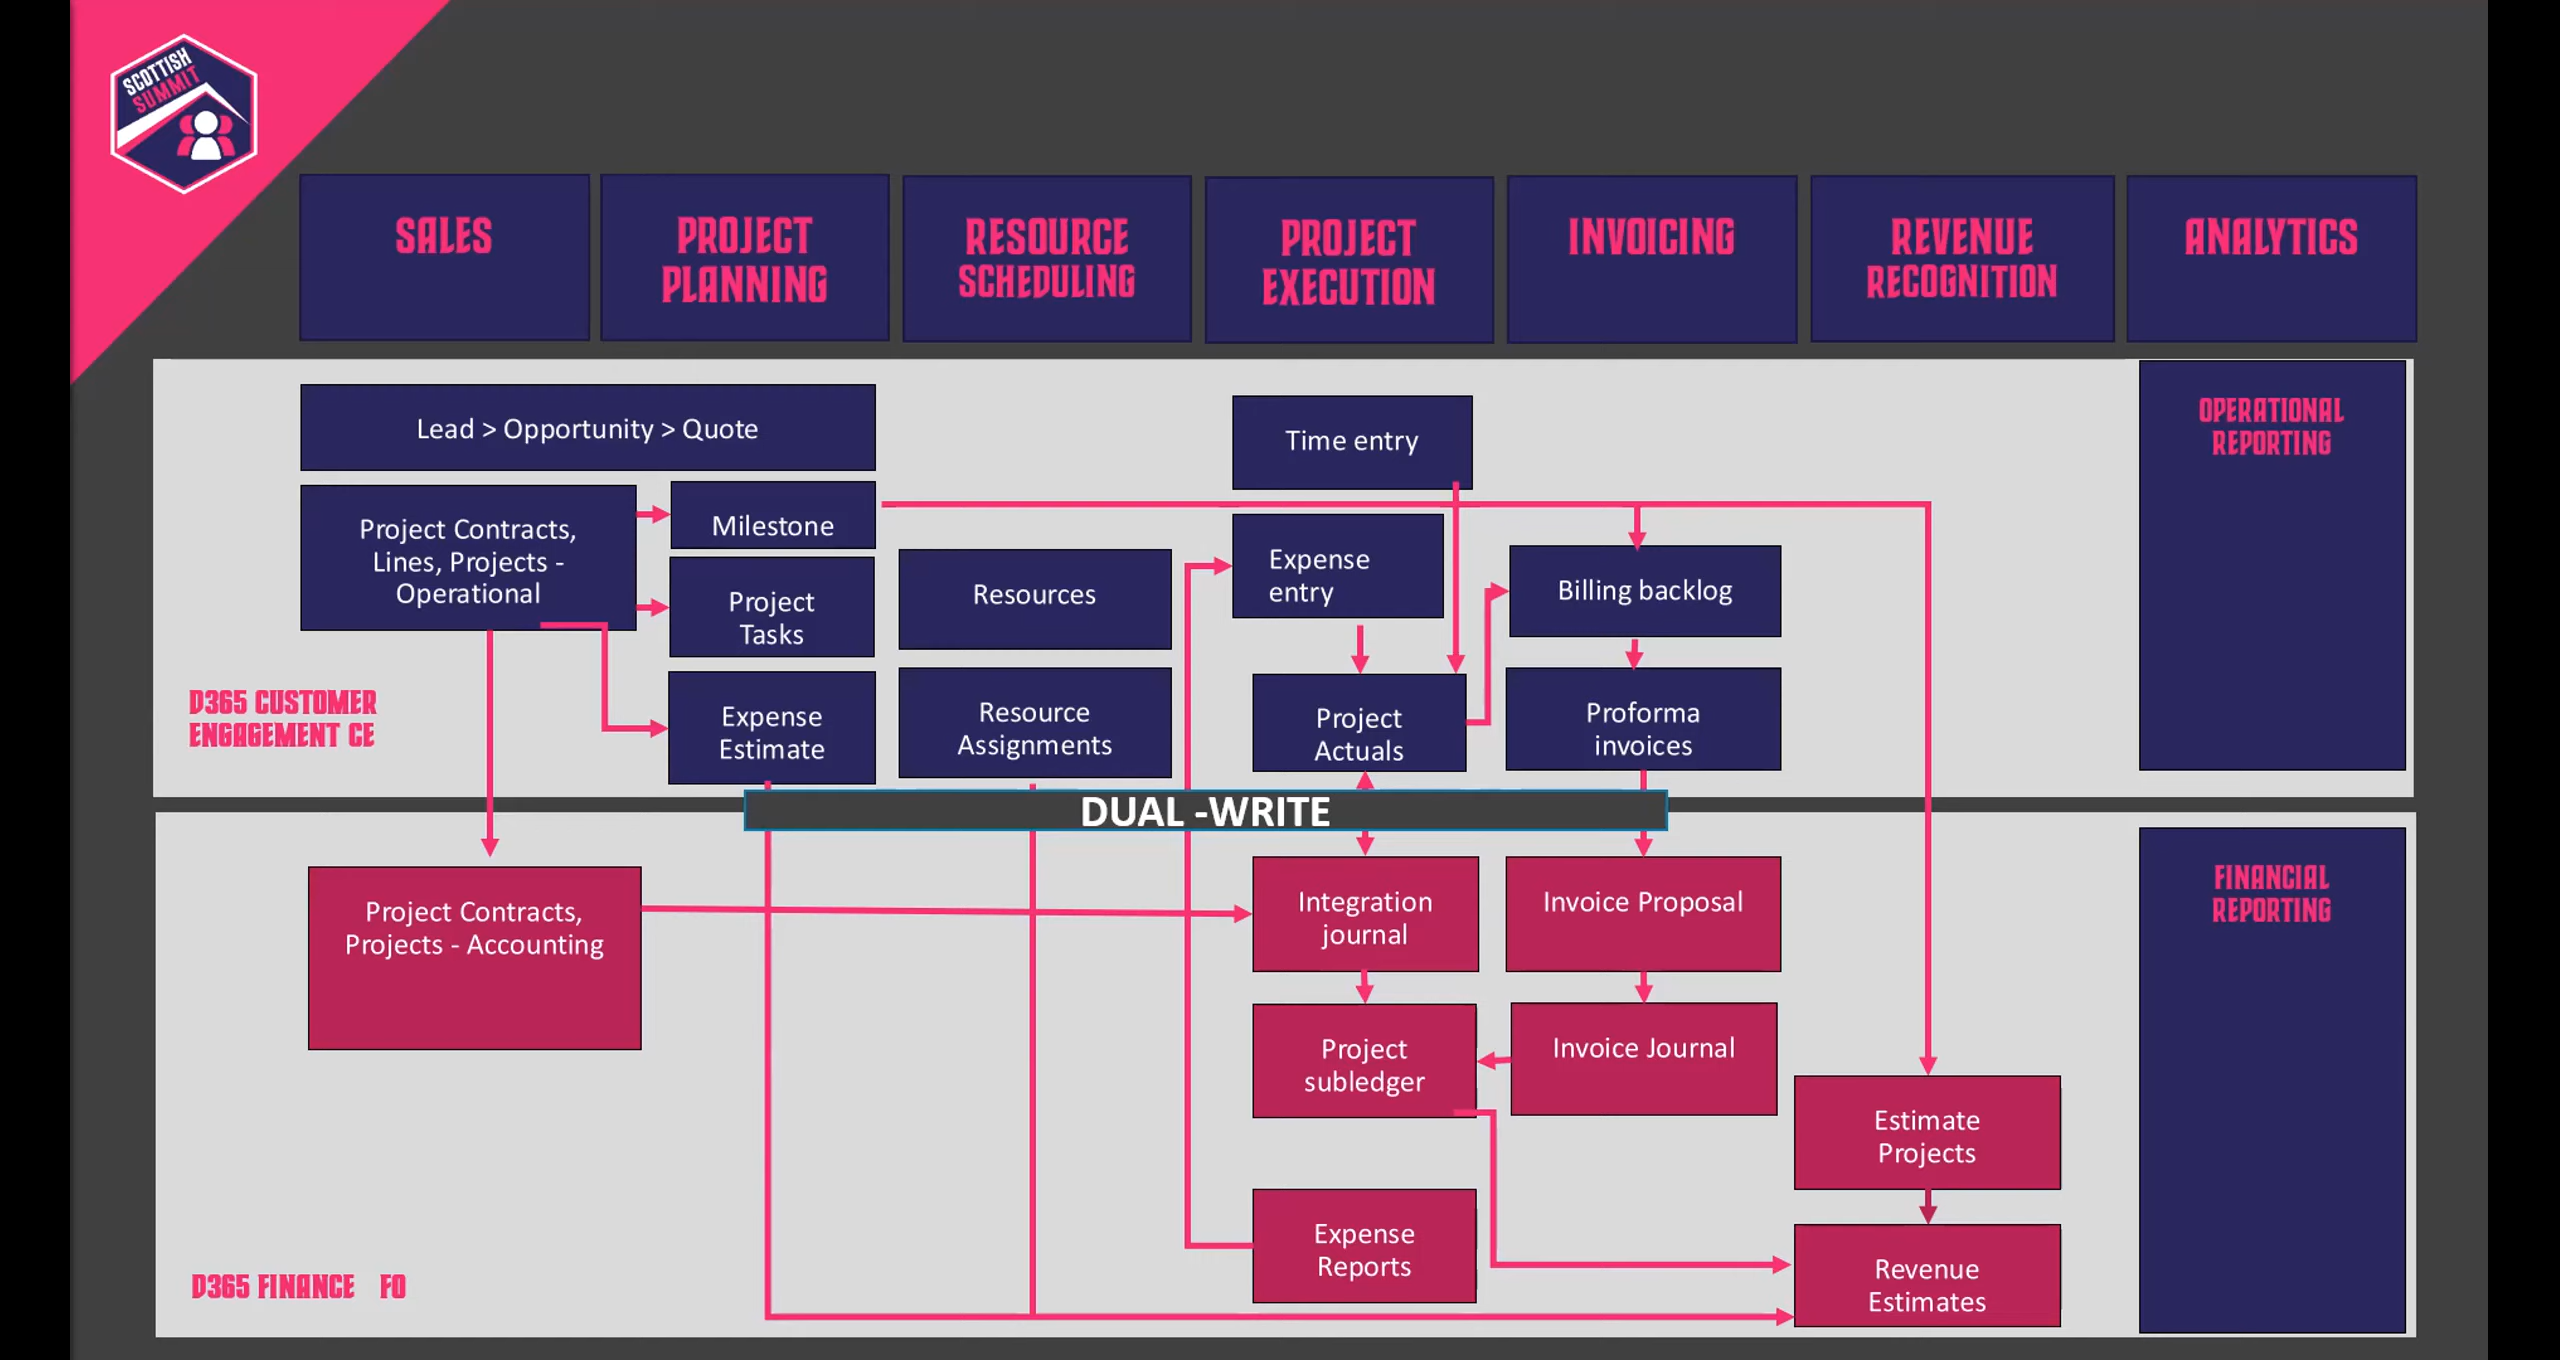 SCOTTISH
SUMMIT
SALES
PROJECT
PLANNING
RESOURCE
SCHEDULING
PROJECT
EXECUTION
INVOICING
REVENUE
RECOGNITION
ANALYTICS
Lead > Opportunity > Quote
Project Contracts,
Lines, Projects -
Operational
Milestone
Project
Tasks
Expense
Estimate
Resources
Resource
Assignments
Time entry
Expense
entry
Project
Actuals
Billing backlog
Proforma
invoices
OPERATIONAL
REPORTING
D365 CUSTOMER
ENGAGEMENT CE
DUAL -WRITE
Project Contracts,
Projects - Accounting
Integration
journal
Project
subledger
Expense
Reports
Invoice Proposal
Invoice Journal
Estimate
Projects
Revenue
Estimates
FINANCIAL
REPORTING
D365 FINANCE FO